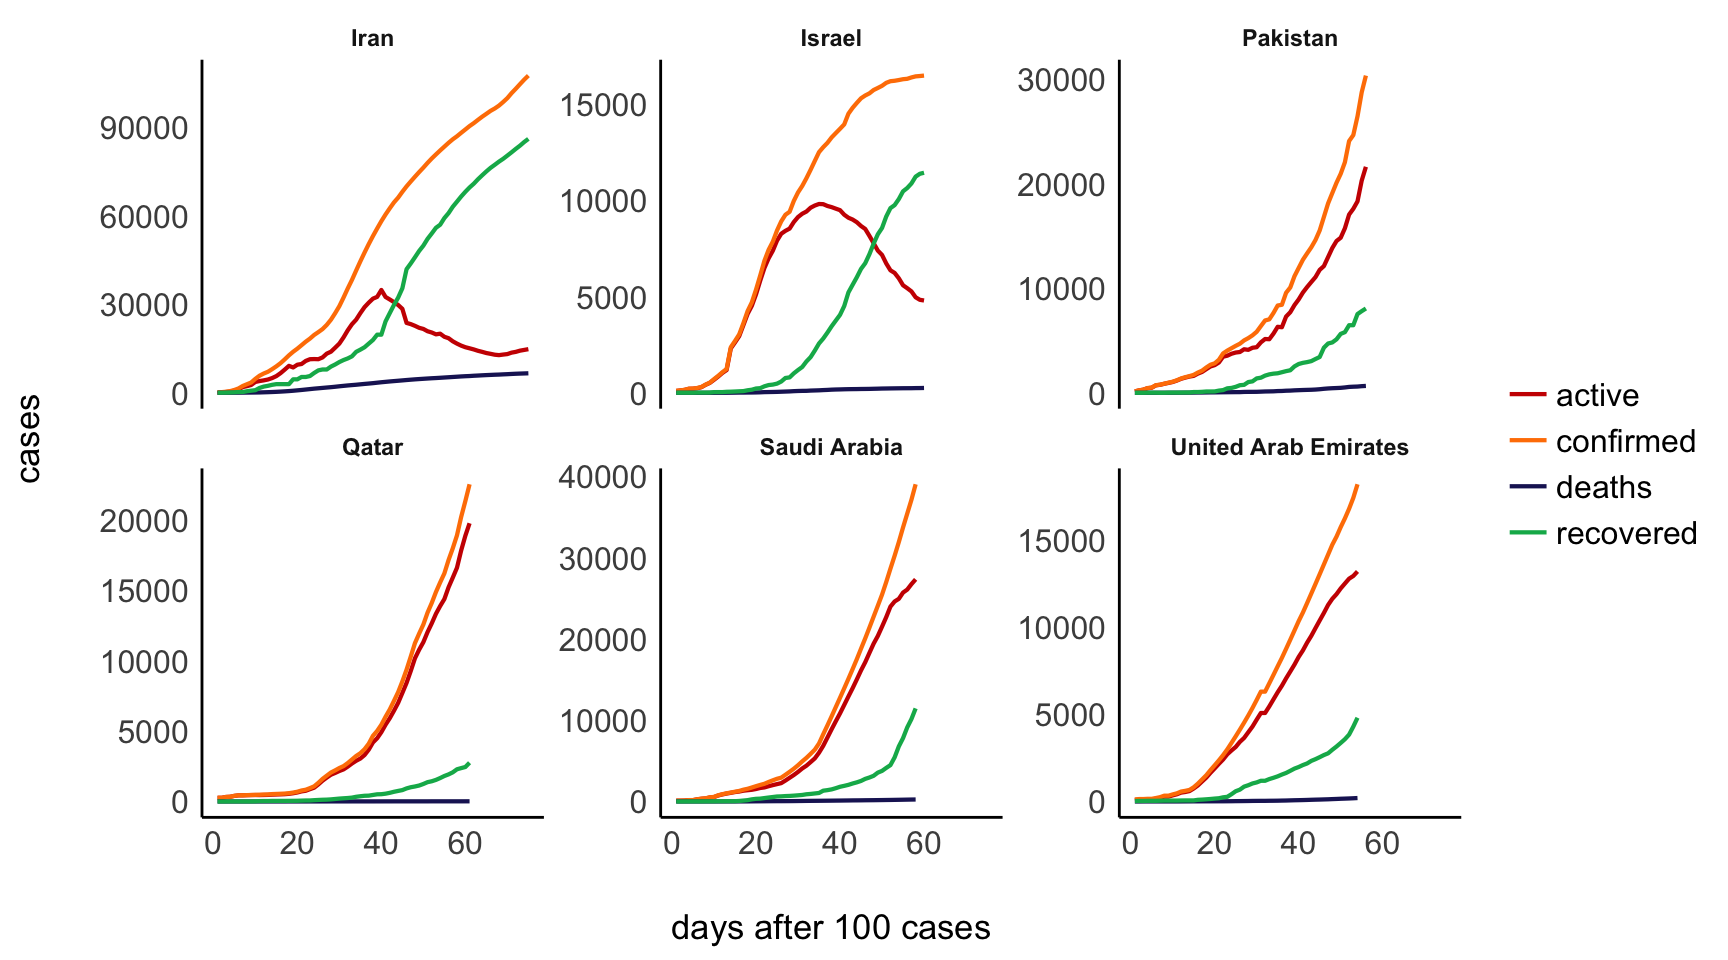 Iran
Israel
Pakistan
90000
60000
30000
0
15000
10000
5000
0
30000
20000
10000
0
Qatar
Saudi Arabia
United Arab Emirates
20000
15000
10000
5000
0
40000
30000
20000
10000
0
15000
10000
5000
0
0 20 40 60
0 20 40 60
0 20 40 60
cases
days after 100 cases
active
confirmed
deaths
recovered